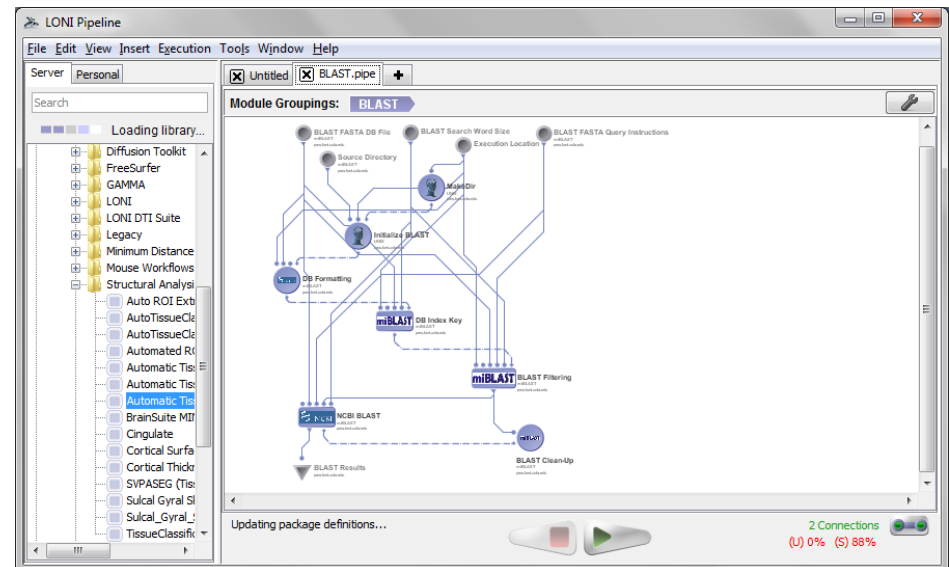 LONI Pipeline
File Edit View Insert Execution Tools Window Help
Server Personal
Search
Loading library...
Diffusion Toolkit
FreeSurfer
GAMMA
LONI
LONI DTI Suite
Legacy
Minimum Distance
Mouse Workflows
Structural Analysi
Auto ROI Ext
AutoTissueCla
AutoTissueCla
Automated R
Automatic Tis
Automatic Tis
Automatic Tis
BrainSuite MI
Cingulate
Cortical Surfa
Cortical Thick
SVPASEG (Tis
Sulcal Gyral S
Sulcal_Gyral_
TissueClassific
Untitled BLAST.pipe +
Module Groupings: BLAST
BLAST FASTA DB File
BLAST Search Word Size
BLAST FASTA Query Instructions
Execution Location
Source Directory
MakeDir
Initialize BLAST
DB Formatting
miBLAST DB Index Key
miBLAST BLAST Filtering
NCBI NCBI BLAST
miBLAST
BLAST Clean-Up
BLAST Results
Updating package definitions...
2 Connections
(U) 0% (S) 88%